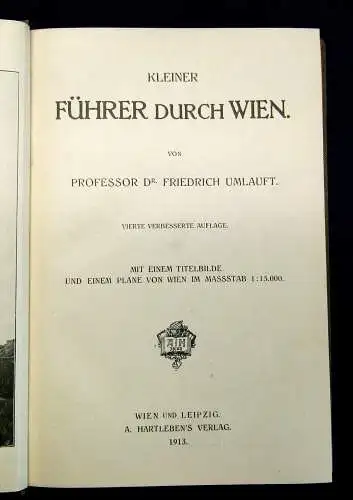 KLEINER
FÜHRER DURCH WIEN.
VON
PROFESSOR DR. FRIEDRICH UMLAUFT.
VIERTE VERBESSERTE AUFLAGE.
MIT EINEM TITELBILDE
UND EINEM PLANE VON WIEN IM MASSSTAB 1:15.000.
WIEN UND LEIPZIG.
A. HARTLEBEN'S VERLAG.
1913.